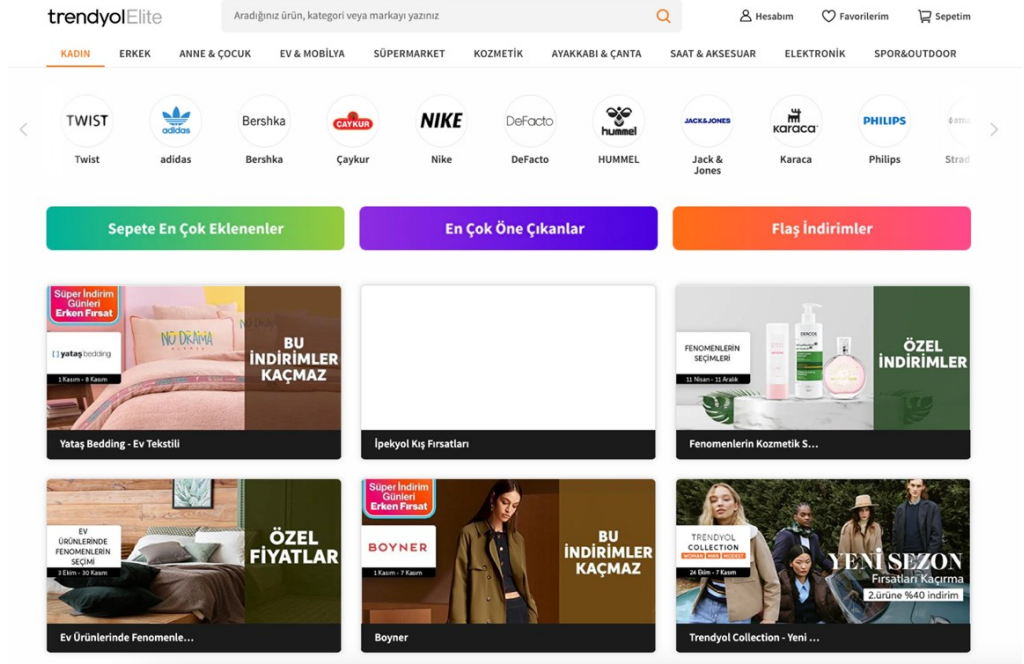 trendyolElite
Aradığınız ürün, kategori veya markayı yazınız
Hesabım
Favorilerim
Sepetim
KADIN
ERKEK
ANNE & ÇOCUK
EV & MOBİLYA
SÜPERMARKET
KOZMETİK
AYAKKABI & ÇANTA
SAAT & AKSESUAR
ELEKTRONİK
SPOR&OUTDOOR
TWIST
adidas
Bershka
ÇAYKUR
NIKE
DeFacto
hummel
JACK&JONES
karaca
PHILIPS
Twist
adidas
Bershka
Çaykur
Nike
DeFacto
HUMMEL
Jack &
Jones
Karaca
Philips
Strad
Sepete En Çok Eklenenler
En Çok Öne Çıkanlar
Flaş İndirimler
Süper İndirim
Günleri
Erken Fırsat
yataş bedding
1 Kasım - 8 Kasım
NO DRAMA
BU
İNDİRİMLER
KAÇMAZ
Yataş Bedding - Ev Tekstili
İpekyol Kış Fırsatları
FENOMENLERİN
SEÇİMLERİ
11 Nisan - 11 Aralık
DERCOS
ÖZEL
İNDİRİMLER
Fenomenlerin Kozmetik S...
EV
ÜRÜNLERINDE
FENOMENLERİN
SEÇİMİ
3 Ekim - 30 Kasım
ÖZEL
FİYATLAR
Ev Ürünlerinde Fenomenle...
Süper İndirim
Günleri
Erken Fırsat
BOYNER
1 Kasım - 7 Kasım
BU
İNDİRİMLER
KAÇMAZ
Boyner
TRENDYOL
COLLECTION
WOMAN MAN MODEST
24 Ekim - 7 Kasım
YENİ SEZON
Fırsatları Kaçırma
2.ürüne %40 indirim
Trendyol Collection - Yeni ...